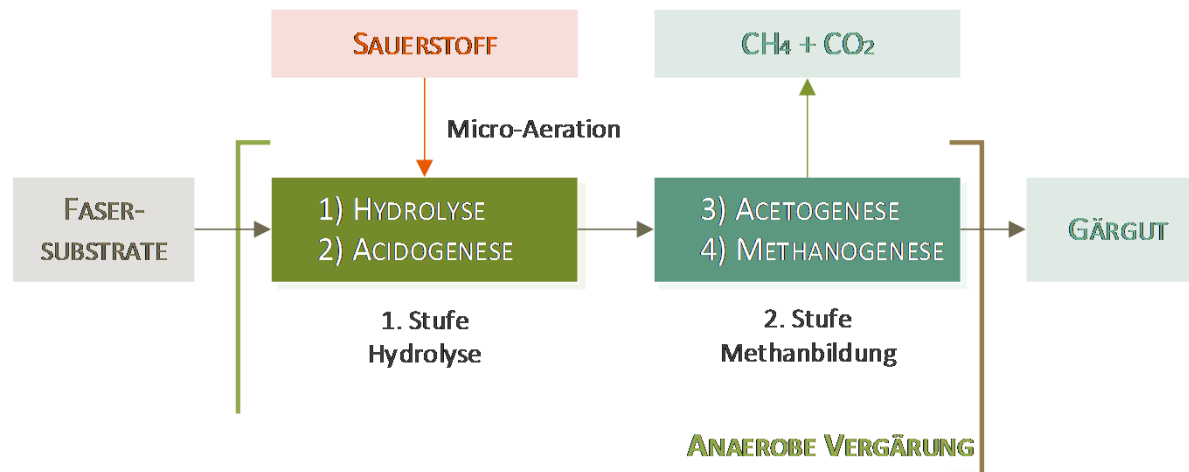 Sauerstoff
CH4 + CO2
Micro-Aeration
Faser-
substrate
1) Hydrolyse
2) Acidogenese
3) Acetogenese
4) Methanogenese
Gärgut
1. Stufe
Hydrolyse
2. Stufe
Methanbildung
Anaerobe Vergärung